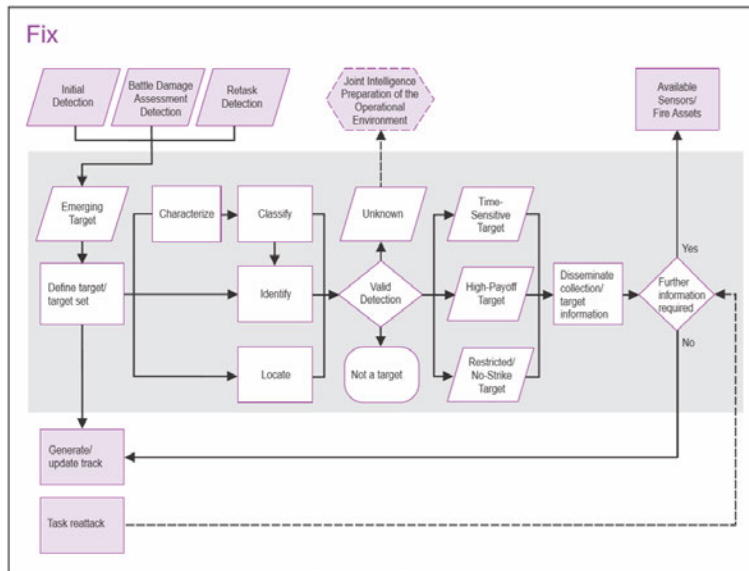 Fix
Initial
Detection
Battle Damage
Assessment
Detection
Retask
Detection
Joint Intelligence
Preparation of the
Operational
Environment
Available
Sensors/
Fire Assets
Emerging
Target
Characterize
Classify
Unknown
Time-
Sensitive
Target
Yes
Define target/
target set
Identify
Valid
Detection
High-Payoff
Target
Disseminate
collection/
target
information
Further
information
required
No
Locate
Not a target
Restricted/
No-Strike
Target
Generate/
update track
Task reattack